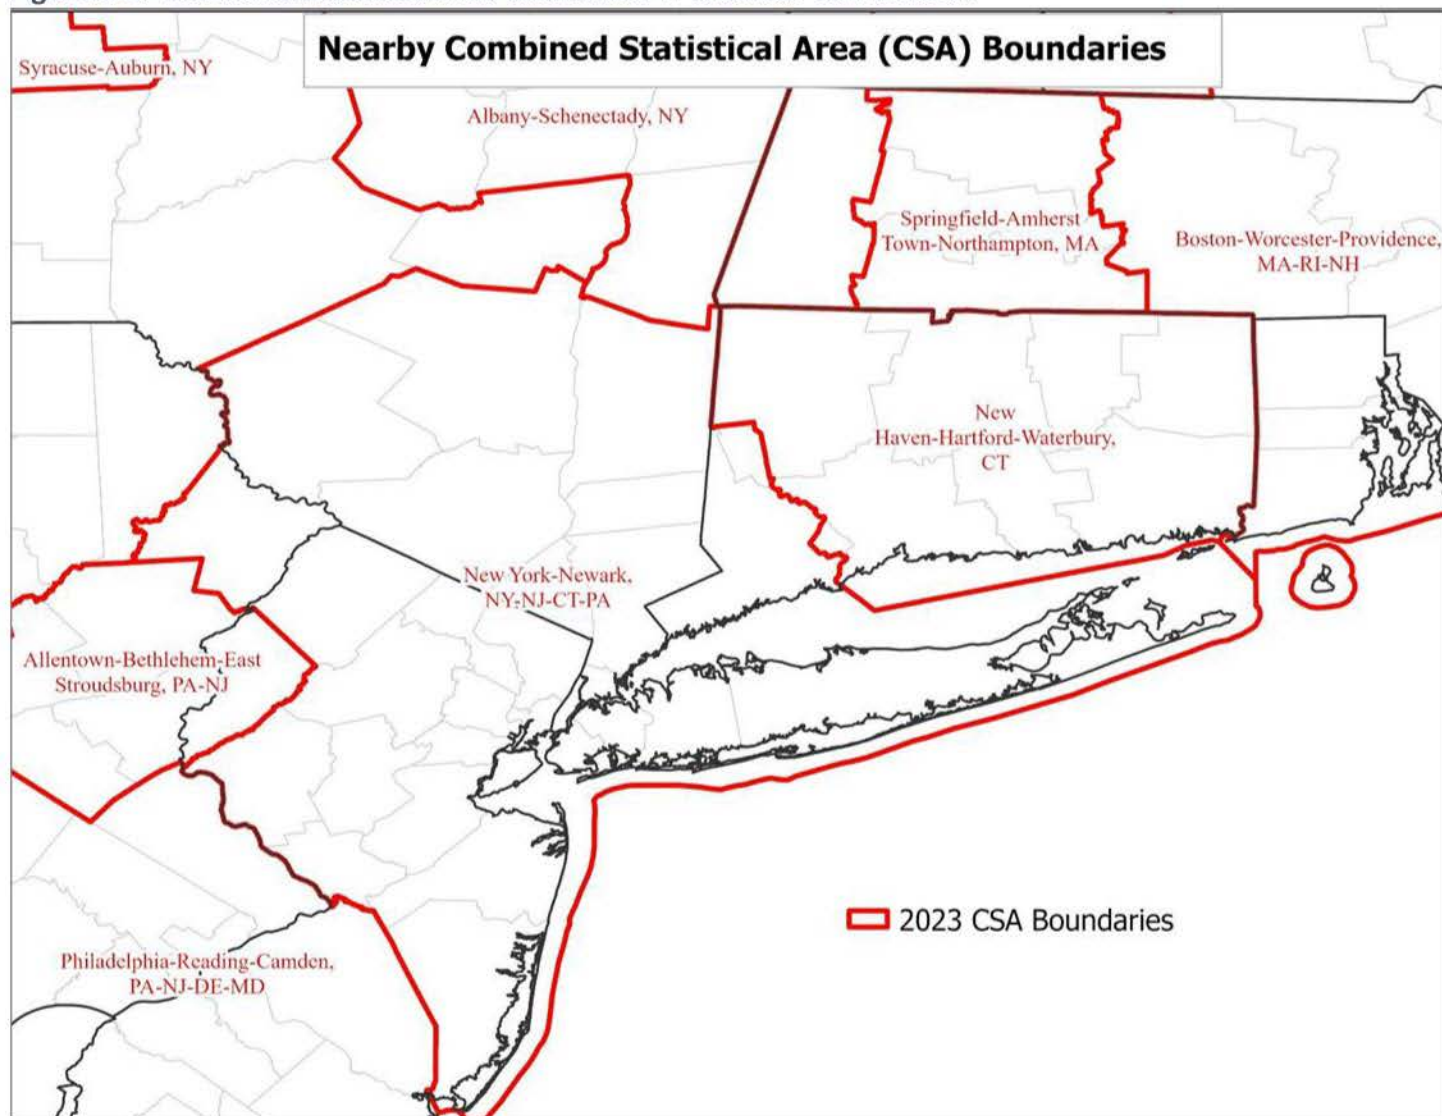 Nearby Combined Statistical Area (CSA) Boundaries
Syracuse-Auburn, NY
Albany-Schenectady, NY
Springfield-Amherst
Town-Northampton, MA
Boston-Worcester-Providence,
MA-RI-NH
New
Haven-Hartford-Waterbury,
CT
New York-Newark,
NY-NJ-CT-PA
Allentown-Bethlehem-East
Stroudsburg, PA-NJ
2023 CSA Boundaries
Philadelphia-Reading-Camden,
PA-NJ-DE-MD